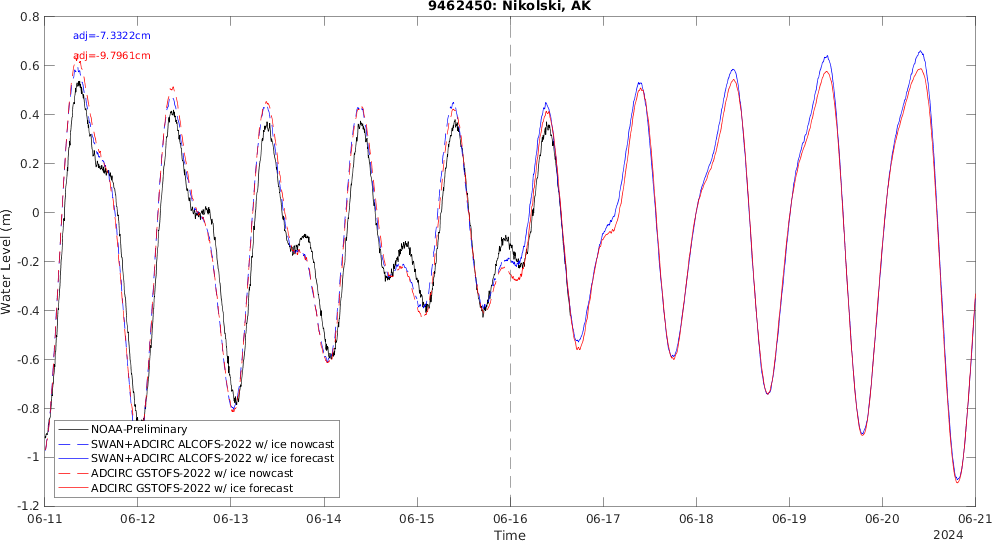 9462450: Nikolski, AK
adj=-7.3322cm
adj=-9.7961cm
Water Level (m)
0.8
0.6
0.4
0.2
0
-0.2
-0.4
-0.6
-0.8
-1
-1.2
NOAA-Preliminary
SWAN+ADCIRC ALCOFS-2022 w/ ice nowcast
SWAN+ADCIRC ALCOFS-2022 w/ ice forecast
ADCIRC GSTOFS-2022 w/ ice nowcast
ADCIRC GSTOFS-2022 w/ ice forecast
06-11 06-12 06-13 06-14 06-15 06-16 06-17 06-18 06-19 06-20 06-21
Time
2024